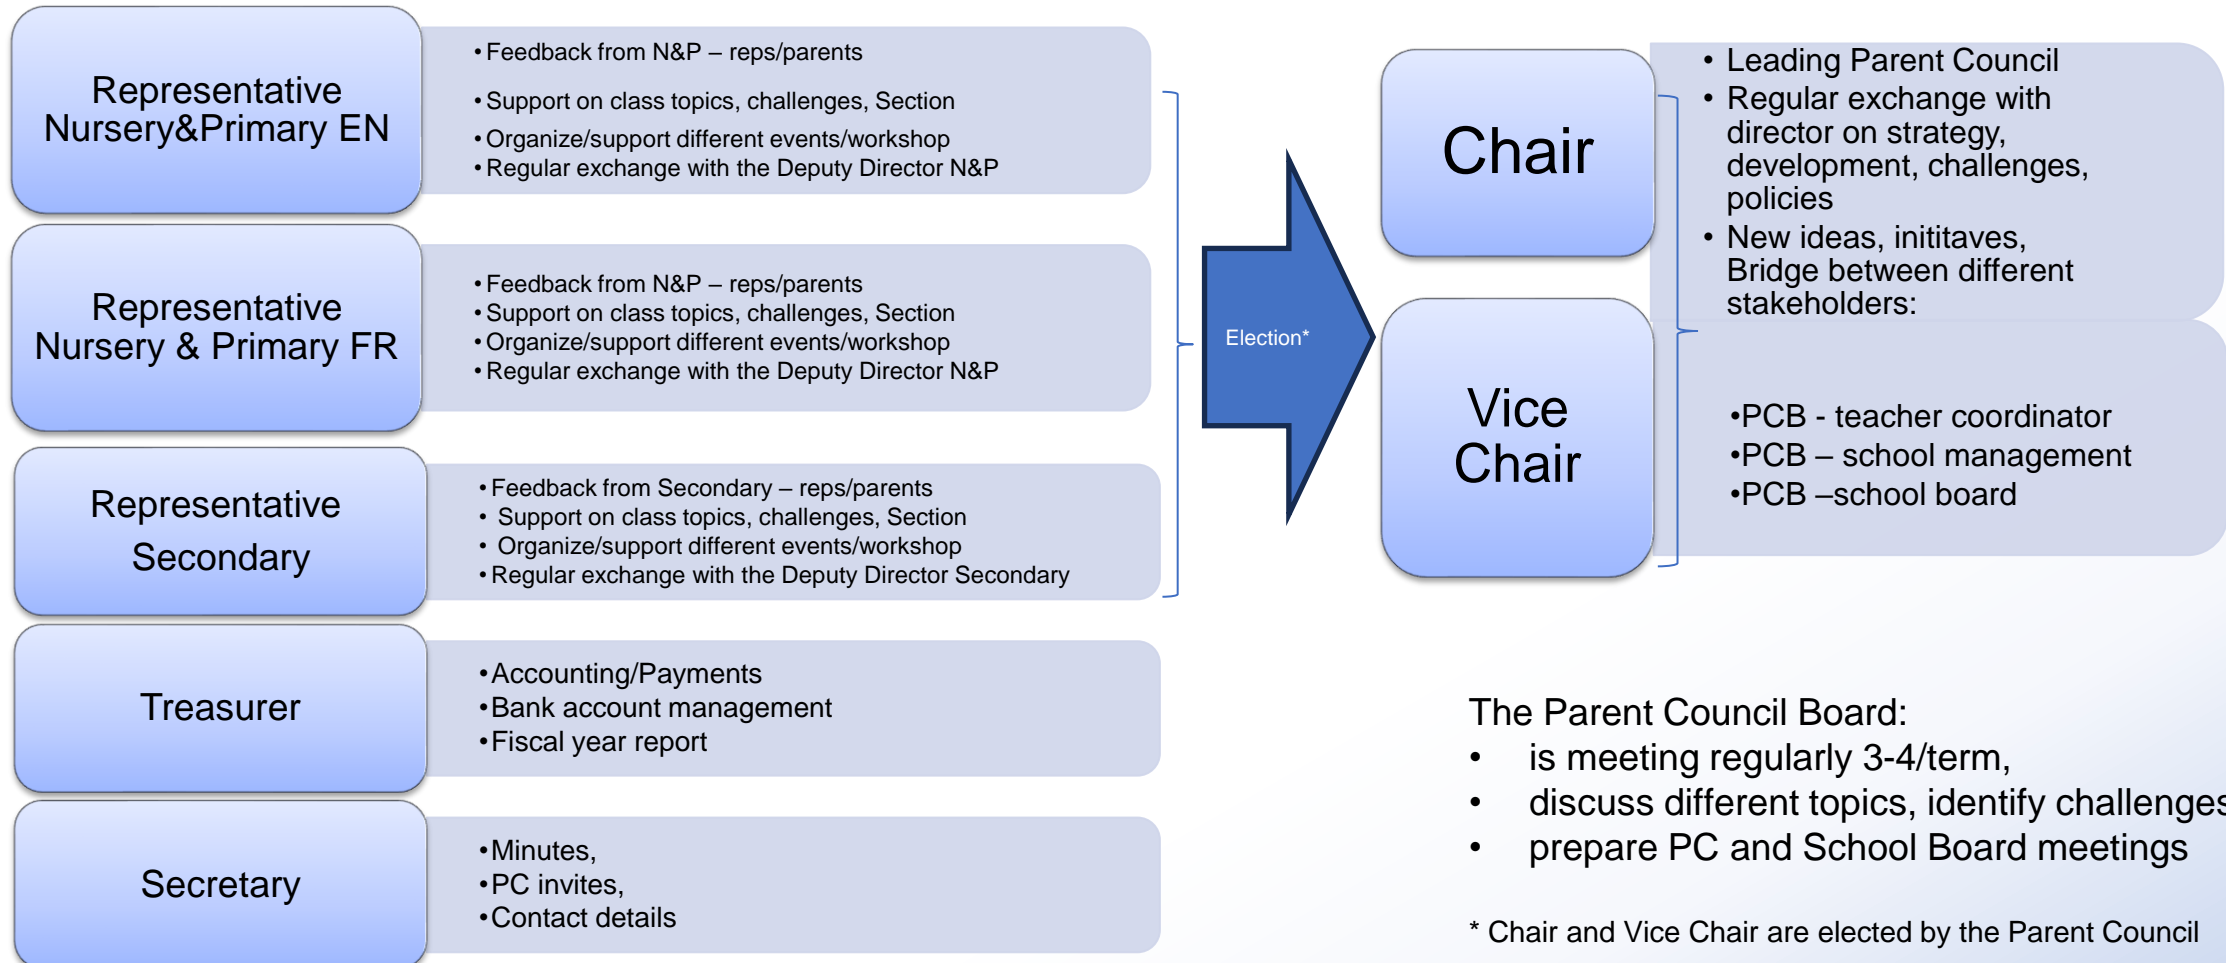 Representative
Nursery&Primary EN
•Feedback from N&P – reps/parents
•Support on class topics, challenges, Section
•Organize/support different events/workshop
•Regular exchange with the Deputy Director N&P
Representative
Nursery & Primary FR
•Feedback from N&P – reps/parents
•Support on class topics, challenges, Section
•Organize/support different events/workshop
•Regular exchange with the Deputy Director N&P
Representative
Secondary
•Feedback from Secondary – reps/parents
• Support on class topics, challenges, Section
• Organize/support different events/workshop
•Regular exchange with the Deputy Director Secondary
Treasurer
•Accounting/Payments
•Bank account management
•Fiscal year report
Secretary
•Minutes,
•PC invites,
•Contact details
Election*
Chair
• Leading Parent Council
• Regular exchange with
director on strategy,
development, challenges,
policies
• New ideas, inititaves,
Bridge between different
stakeholders:
Vice
Chair
•PCB - teacher coordinator
•PCB – school management
•PCB –school board
The Parent Council Board:
• is meeting regularly 3-4/term,
• discuss different topics, identify challenges
• prepare PC and School Board meetings
* Chair and Vice Chair are elected by the Parent Council